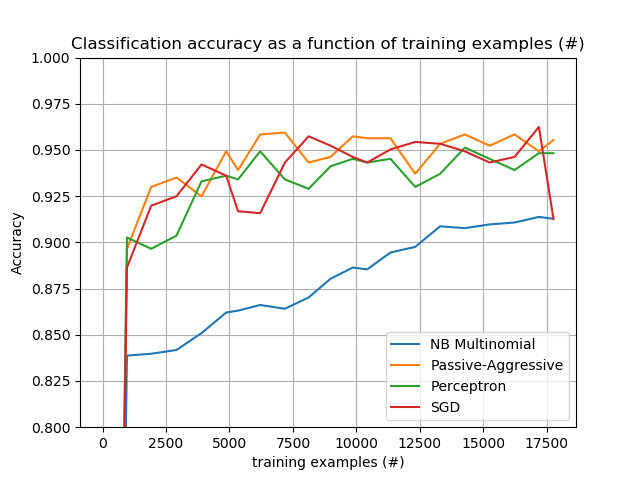 Classification accuracy as a function of training examples (#)
1.000
0.975
0.950
0.925
0.900
0.875
0.850
0.825
0.800
Accuracy
NB Multinomial
Passive-Aggressive
Perceptron
SGD
0 2500 5000 7500 10000 12500 15000 17500
training examples (#)